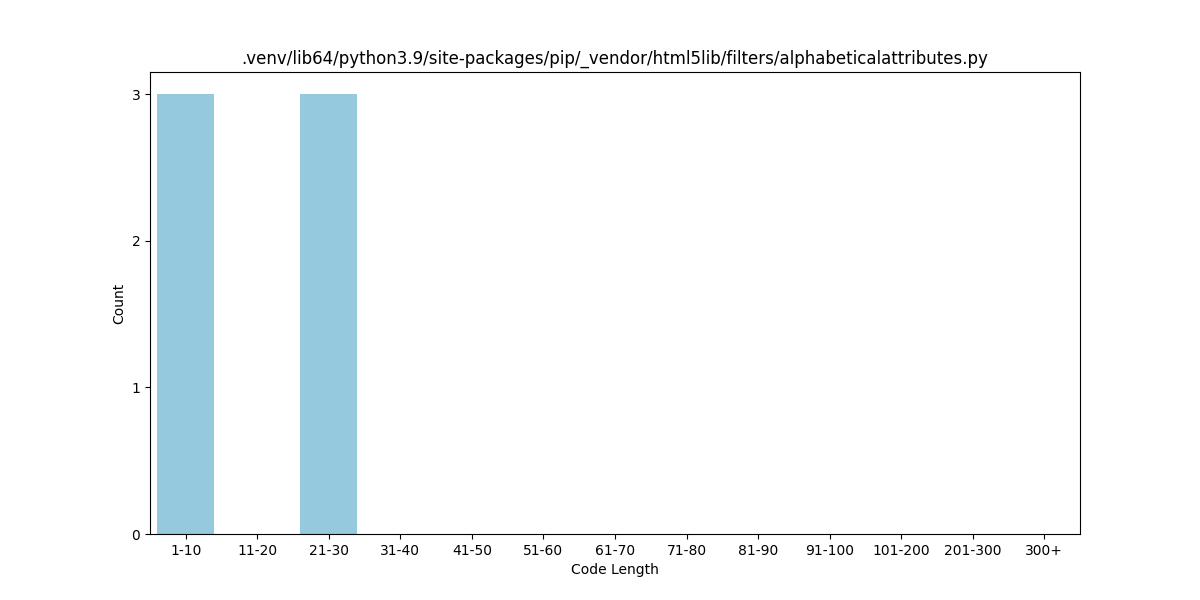 .venv/lib64/python3.9/site-packages/pip/_vendor/html5lib/filters/alphabeticalattributes.py
3
2
1
0
Count
1-10 11-20 21-30 31-40 41-50 51-60 61-70 71-80 81-90 91-100 101-200 201-300 300+
Code Length